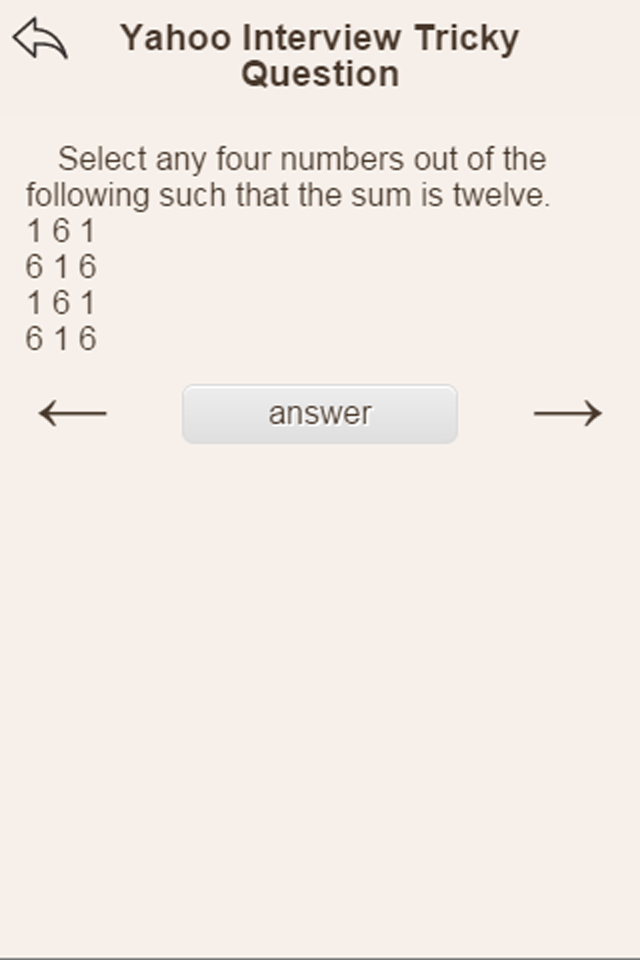 Yahoo Interview Tricky
Question
Select any four numbers out of the
following such that the sum is twelve.
1 6 1
6 1 6
1 6 1
6 1 6
answer